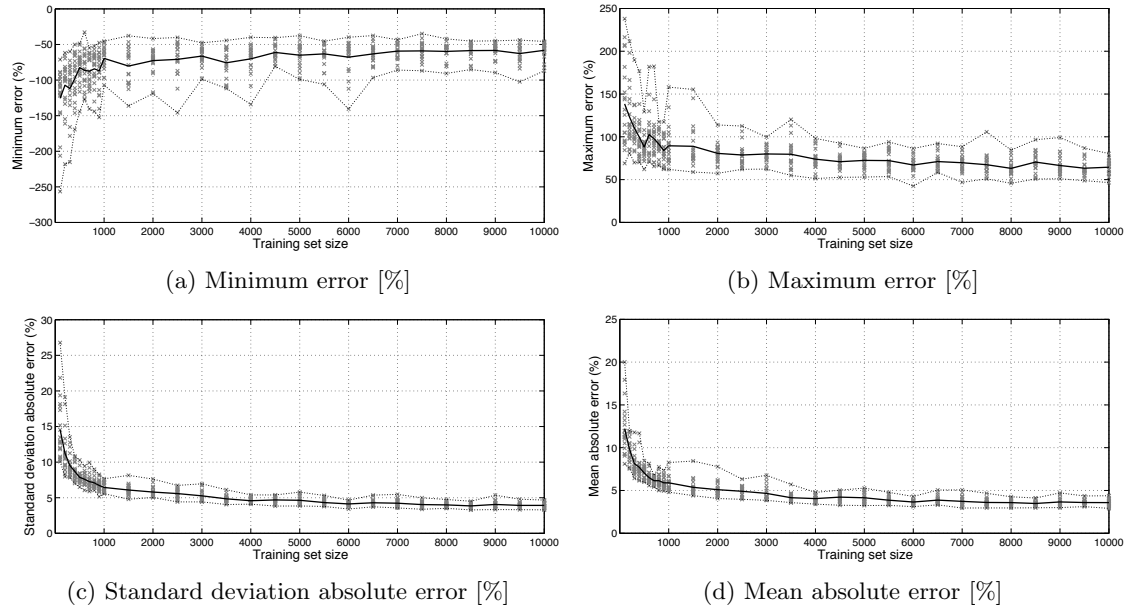 0
−50
−100
−150
−200
−250
−300
Minimum error (%)
1000 2000 3000 4000 5000 6000 7000 8000 9000 10000
Training set size
(a) Minimum error [%]
250
200
150
100
50
0
Maximum error (%)
1000 2000 3000 4000 5000 6000 7000 8000 9000 10000
Training set size
(b) Maximum error [%]
30
25
20
15
10
5
0
Standard deviation absolute error (%)
1000 2000 3000 4000 5000 6000 7000 8000 9000 10000
Training set size
(c) Standard deviation absolute error [%]
25
20
15
10
5
0
Mean absolute error (%)
1000 2000 3000 4000 5000 6000 7000 8000 9000 10000
Training set size
(d) Mean absolute error [%]